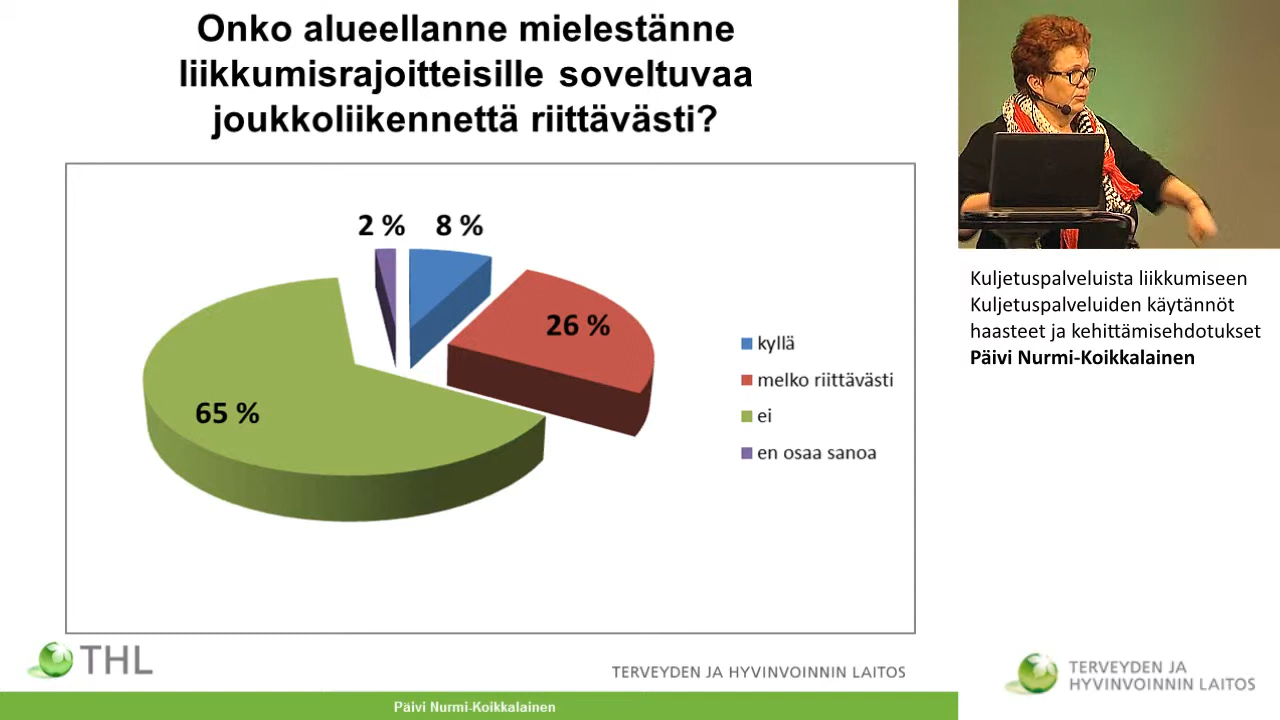 Onko alueellanne mielestänne
liikkumisrajoitteisille soveltuvaa
joukkoliikennettä riittävästi?
2 %
8 %
26 %
65 %
kyllä
melko riittävästi
ei
en osaa sanoa
THL
TERVEYDEN JA HYVINVOINNIN LAITOS
Päivi Nurmi-Koikkalainen
Kuljetuspalveluista liikkumiseen
Kuljetuspalveluiden käytännöt
haasteet ja kehittämisehdotukset
Päivi Nurmi-Koikkalainen
TERVEYDEN JA
HYVINVOINNIN LAITOS